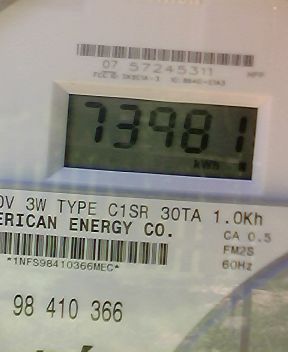 07 57245311
73981
kWh
0V 3W TYPE C1SR 30TA 1.0Kh
ERICAN ENERGY CO.
CA 0.5
FM2S
*1NFS98410366MEC*
60Hz
98 410 366